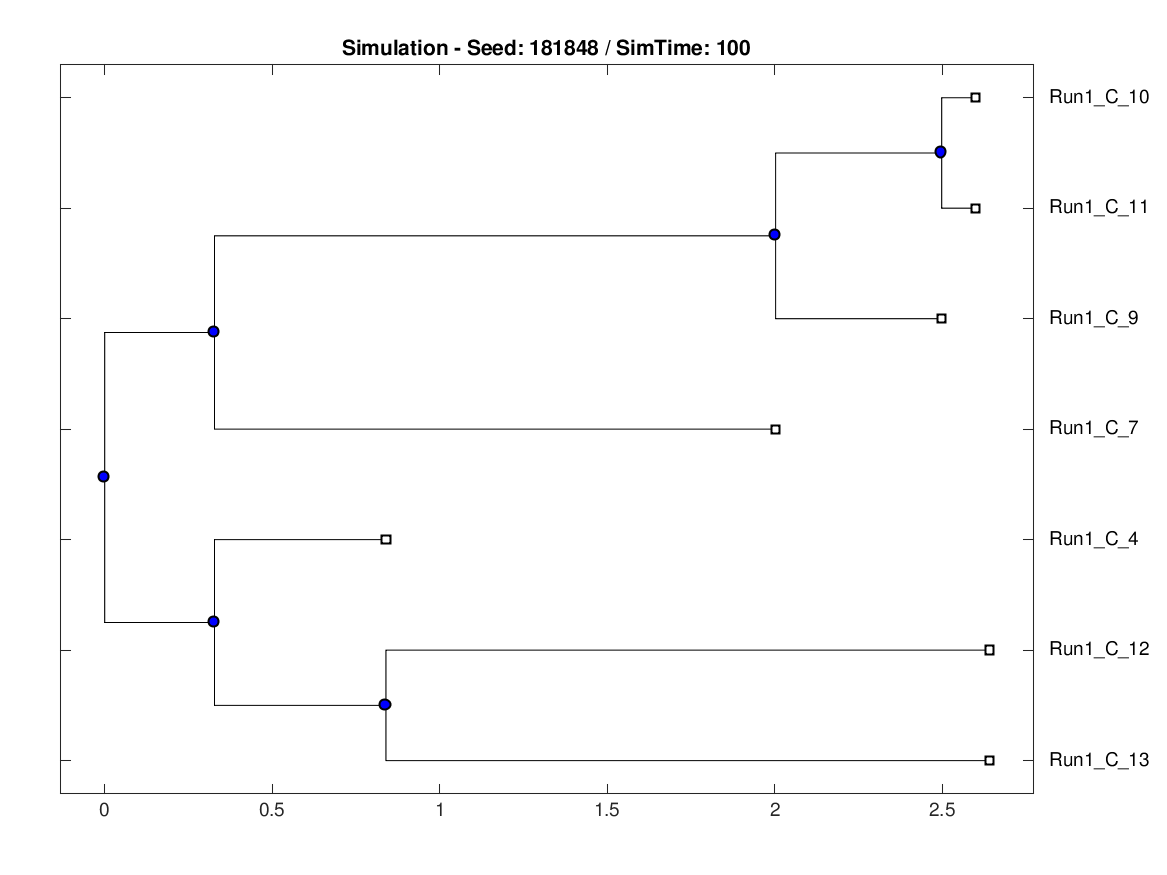 Simulation - Seed: 181848 / SimTime: 100
Run1_C_10
Run1_C_11
Run1_C_9
Run1_C_7
Run1_C_4
Run1_C_12
Run1_C_13
0 0.5 1 1.5 2 2.5